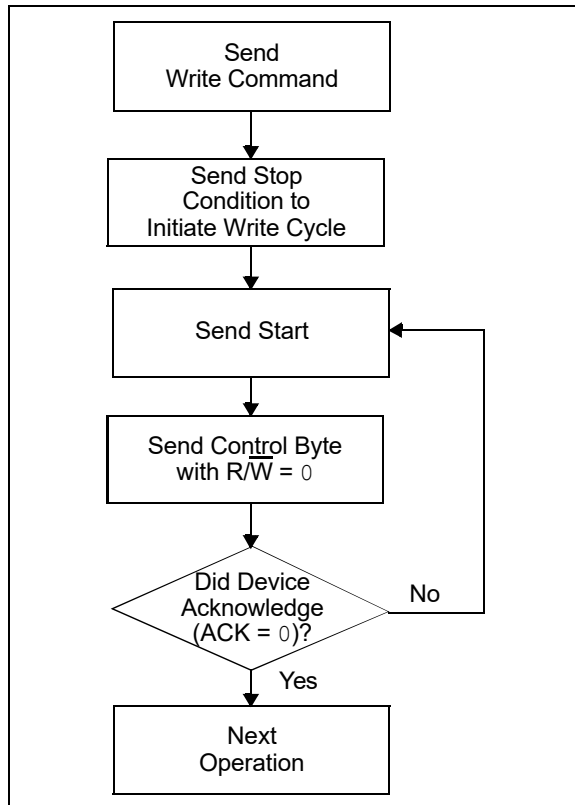 Send
Write Command
Send Stop
Condition to
Initiate Write Cycle
Send Start
Send Control Byte
with R/W̅ = 0
Did Device
Acknowledge
(ACK = 0)?
No
Yes
Next
Operation